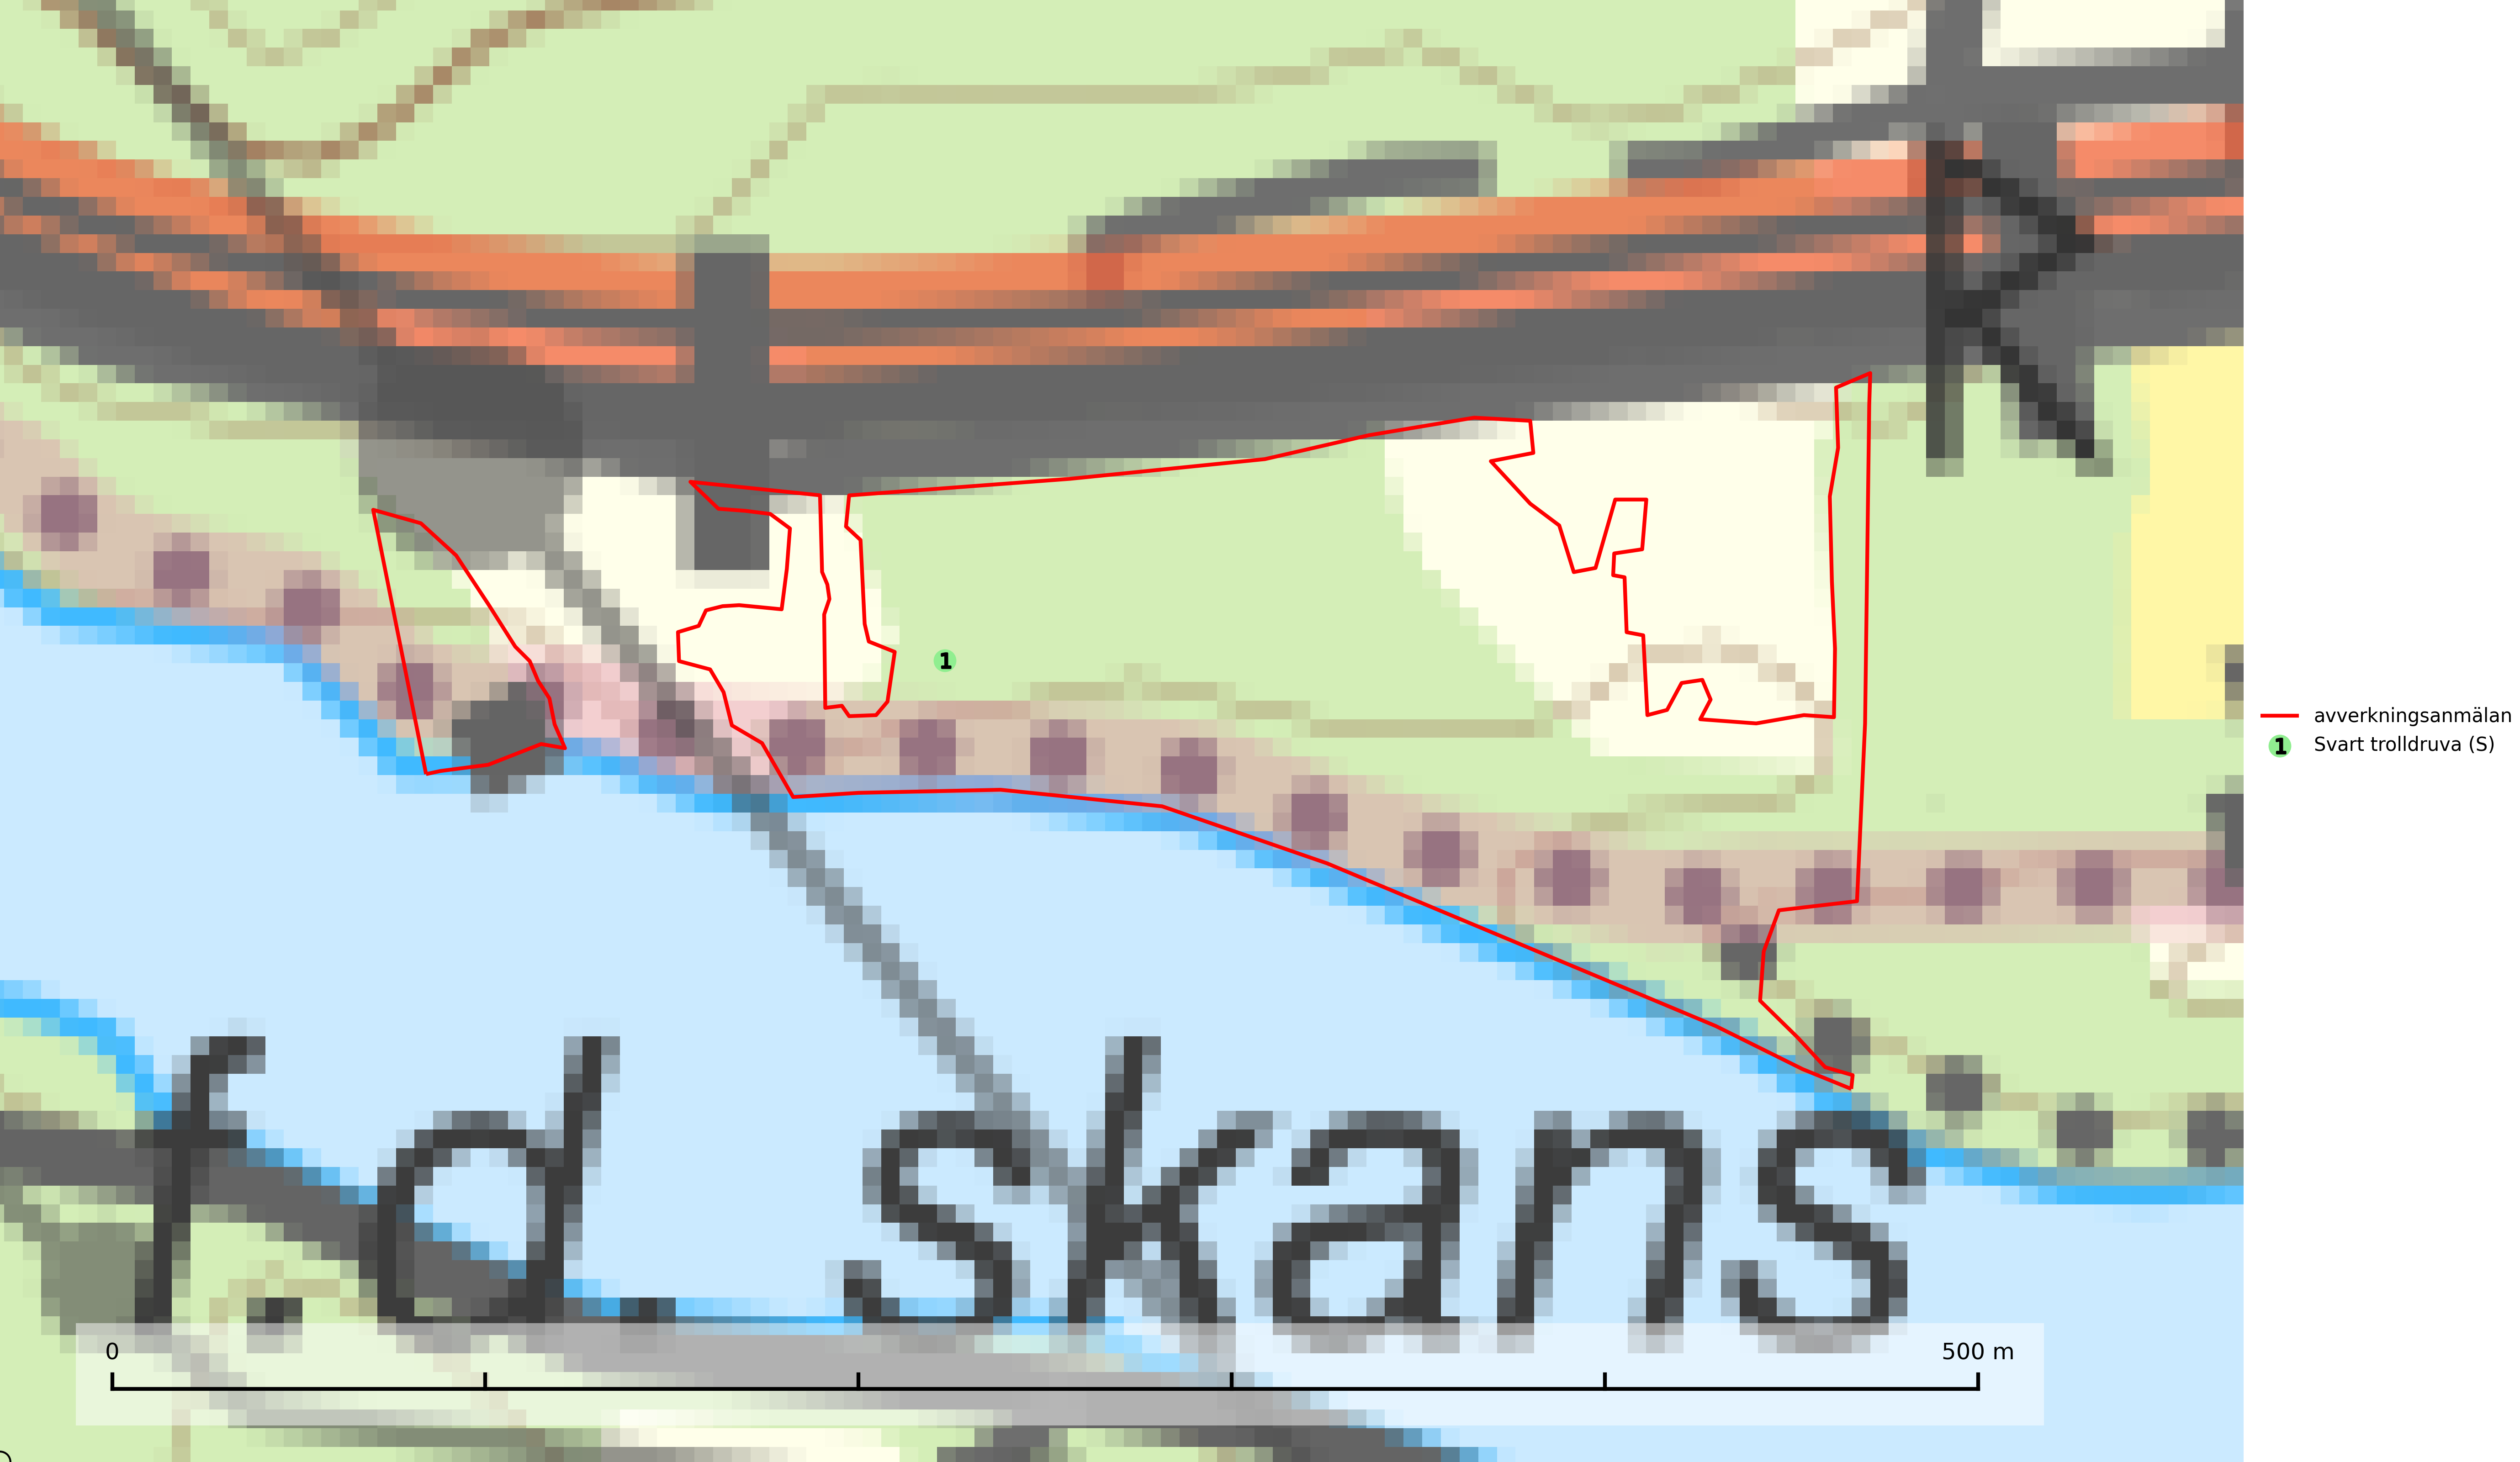 K
1
avverkningsanmälan
1 Svart trolldruva (S)
f.d. skans
0 500 m